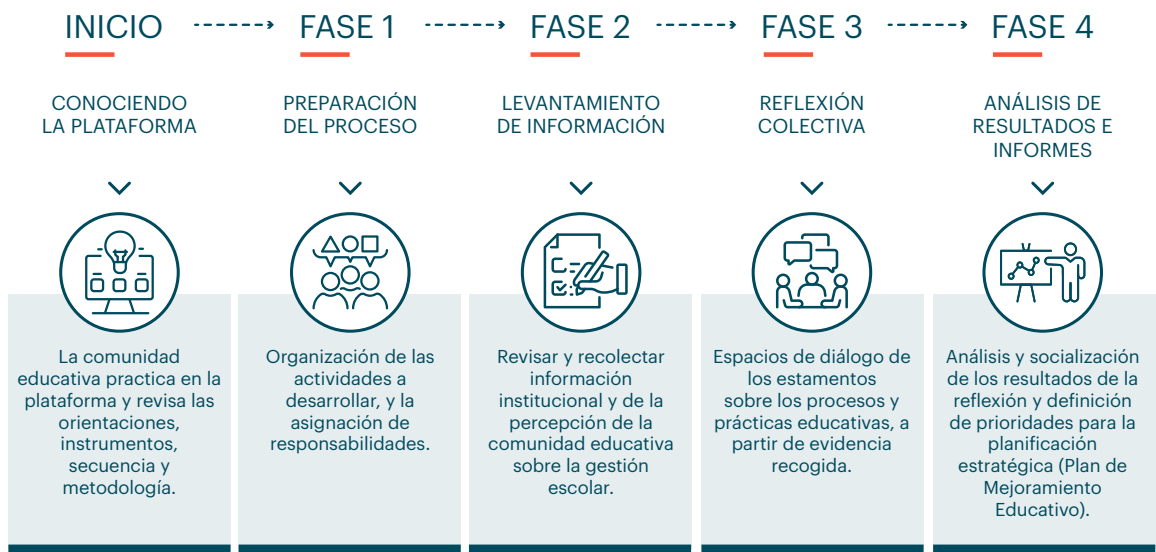 INICIO
FASE 1
FASE 2
FASE 3
FASE 4
CONOCIENDO
LA PLATAFORMA
PREPARACIÓN
DEL PROCESO
LEVANTAMIENTO
DE INFORMACIÓN
REFLEXIÓN
COLECTIVA
ANÁLISIS DE
RESULTADOS E
INFORMES
La comunidad
educativa practica en la
plataforma y revisa las
orientaciones,
instrumentos,
secuencia y
metodología.
Organización de las
actividades a
desarrollar, y la
asignación de
responsabilidades.
Revisar y recolectar
información
institucional y de la
percepción de la
comunidad educativa
sobre la gestión
escolar.
Espacios de diálogo de
los estamentos
sobre los procesos y
prácticas educativas, a
partir de evidencia
recogida.
Análisis y socialización
de los resultados de la
reflexión y definición
de prioridades para la
planificación
estratégica (Plan de
Mejoramiento
Educativo).